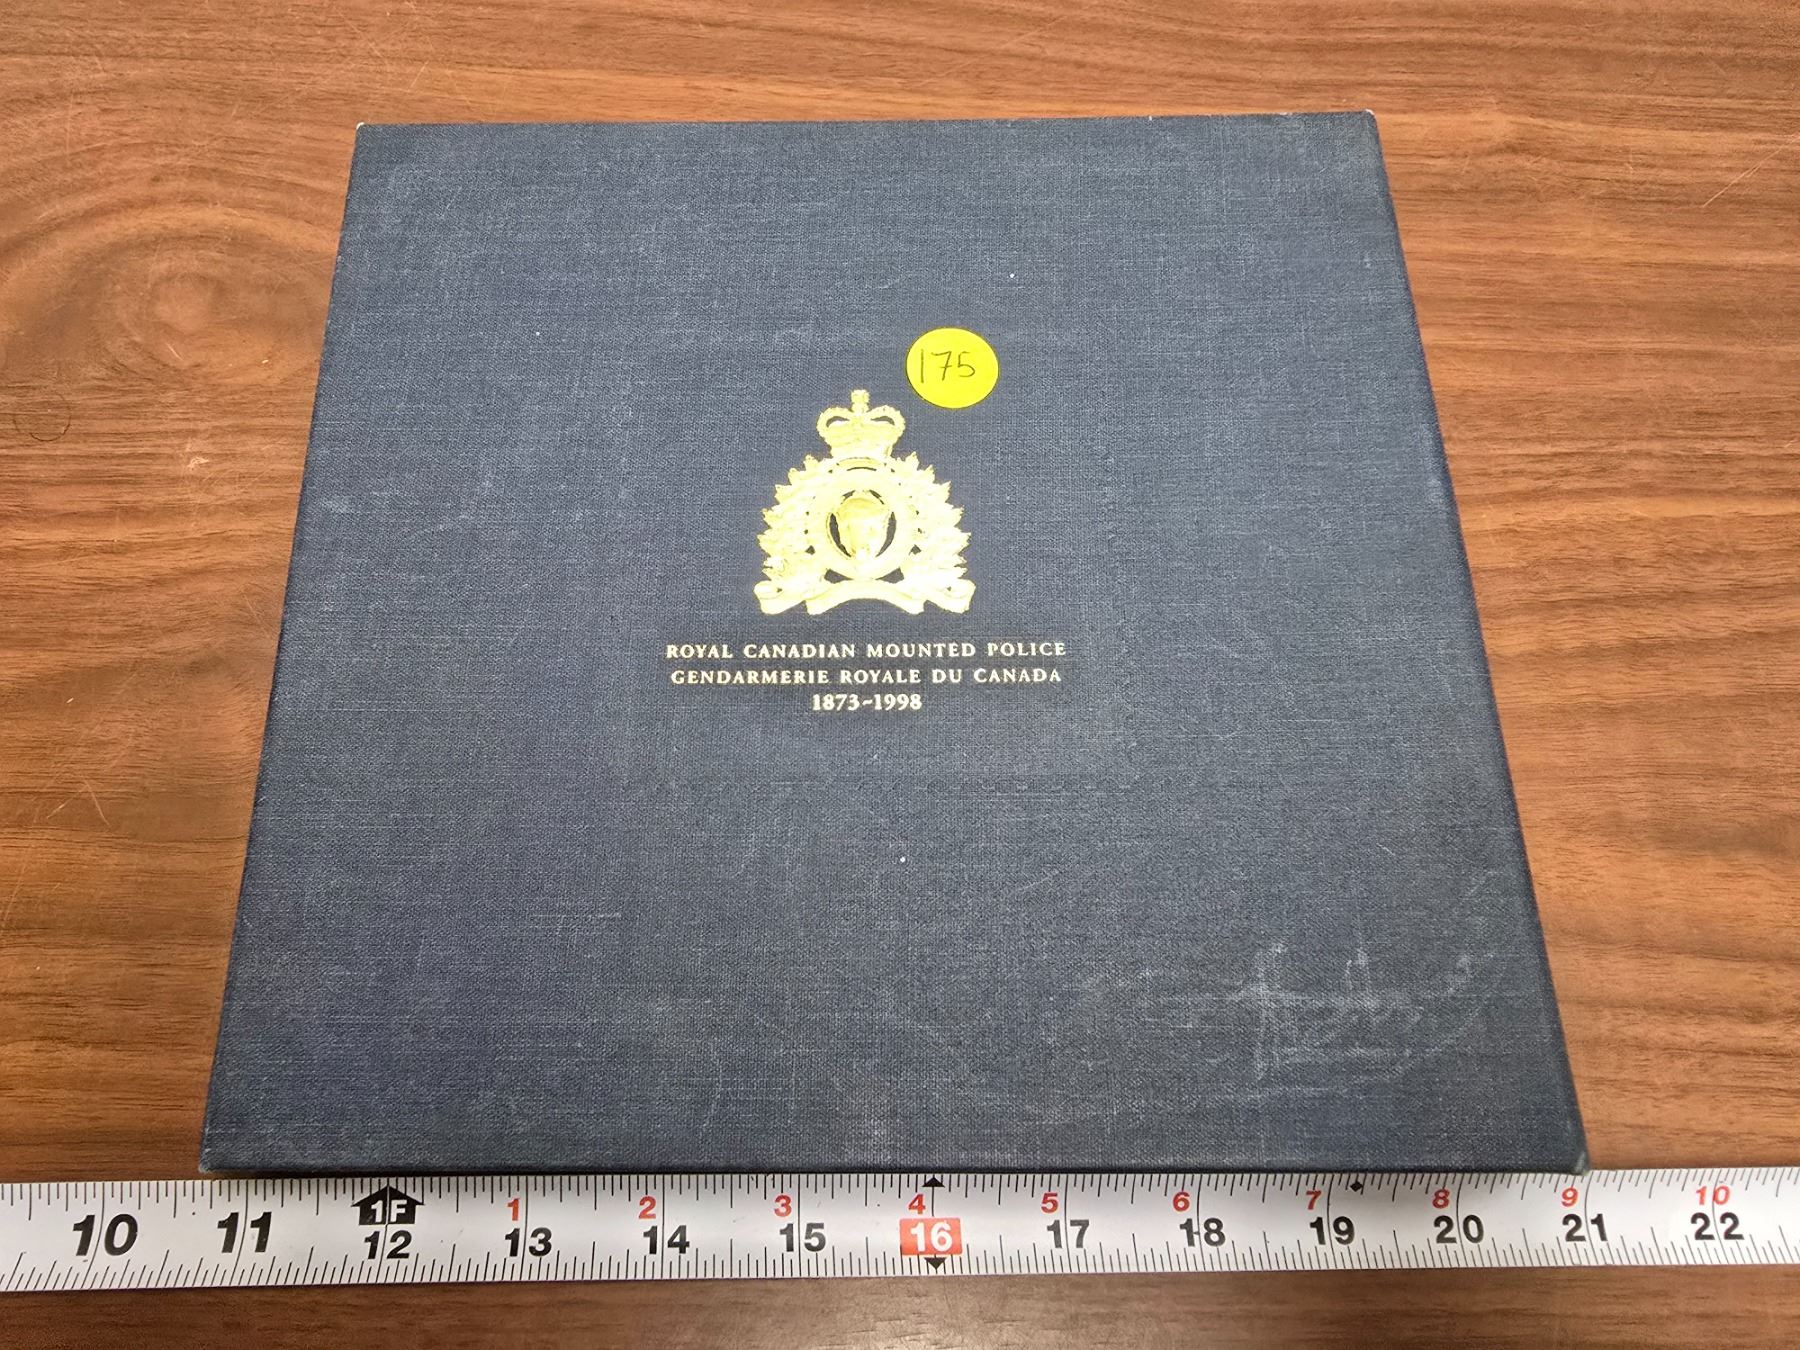 175
ROYAL CANADIAN MOUNTED POLICE
GENDARMERIE ROYALE DU CANADA
1873-1998
1F 1 2 3 4 5 6 7 8 9 10
10 11 12 13 14 15 16 17 18 19 20 21 22